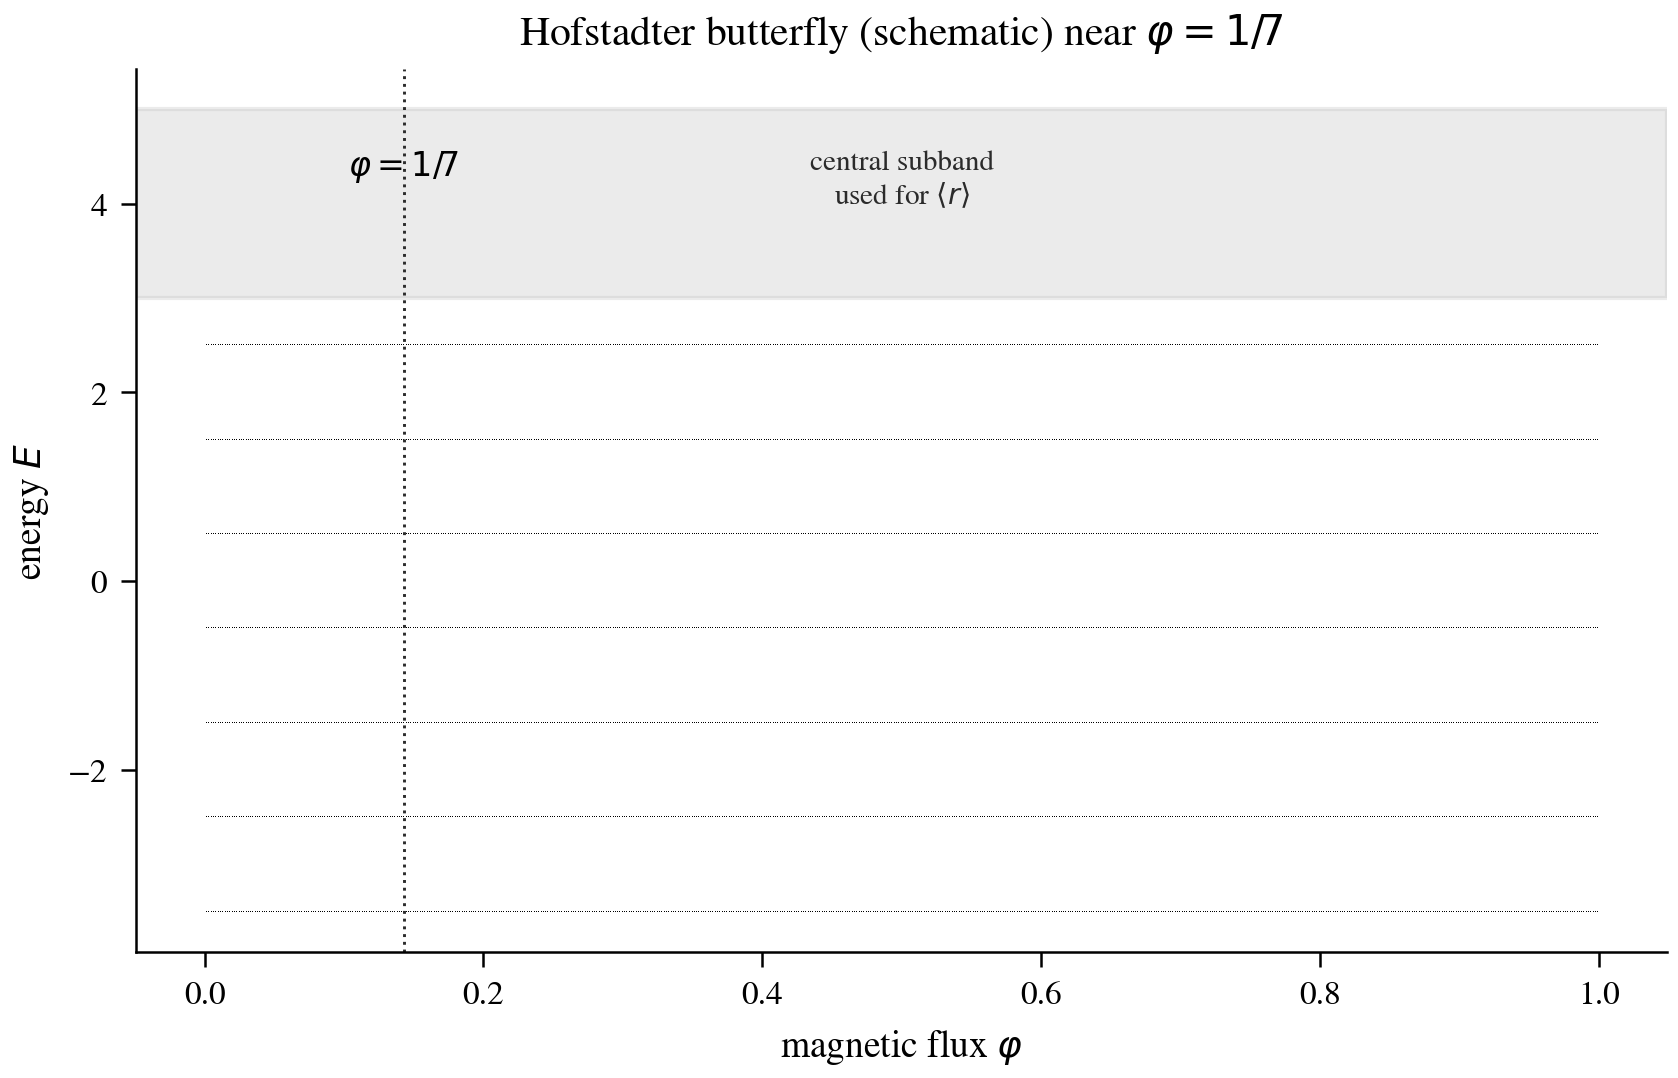 Hofstadter butterfly (schematic) near φ = 1/7
φ = 1/7
central subband
used for ⟨r⟩
4
2
0
−2
energy E
0.0
0.2
0.4
0.6
0.8
1.0
magnetic flux φ